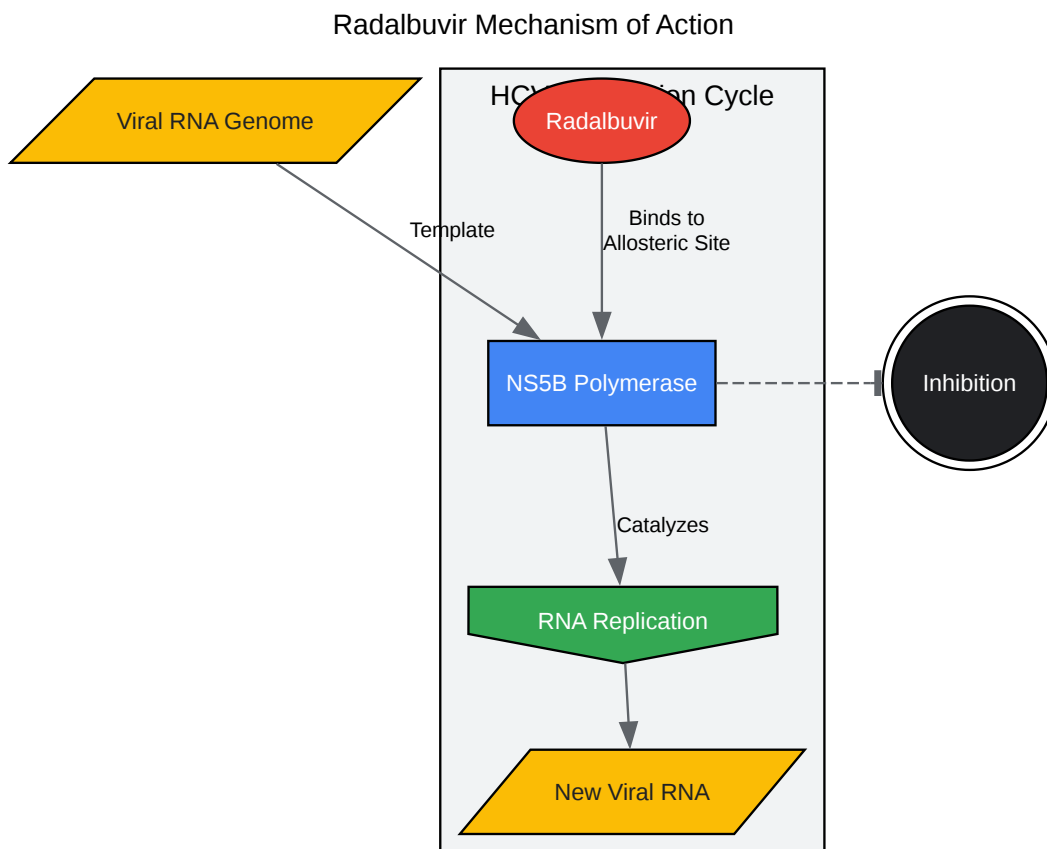 Radalbuvir Mechanism of Action
Viral RNA Genome
Radalbuvir
Cycle
Template
Binds to
Allosteric Site
NS5B Polymerase
Inhibition
Catalyzes
RNA Replication
New Viral RNA